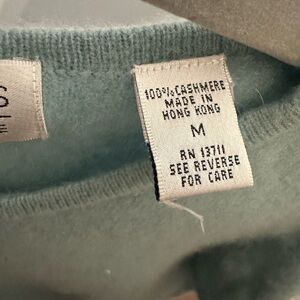 100% CASHMERE
MADE IN
HONG KONG
M
RN 13711
SEE REVERSE
FOR CARE